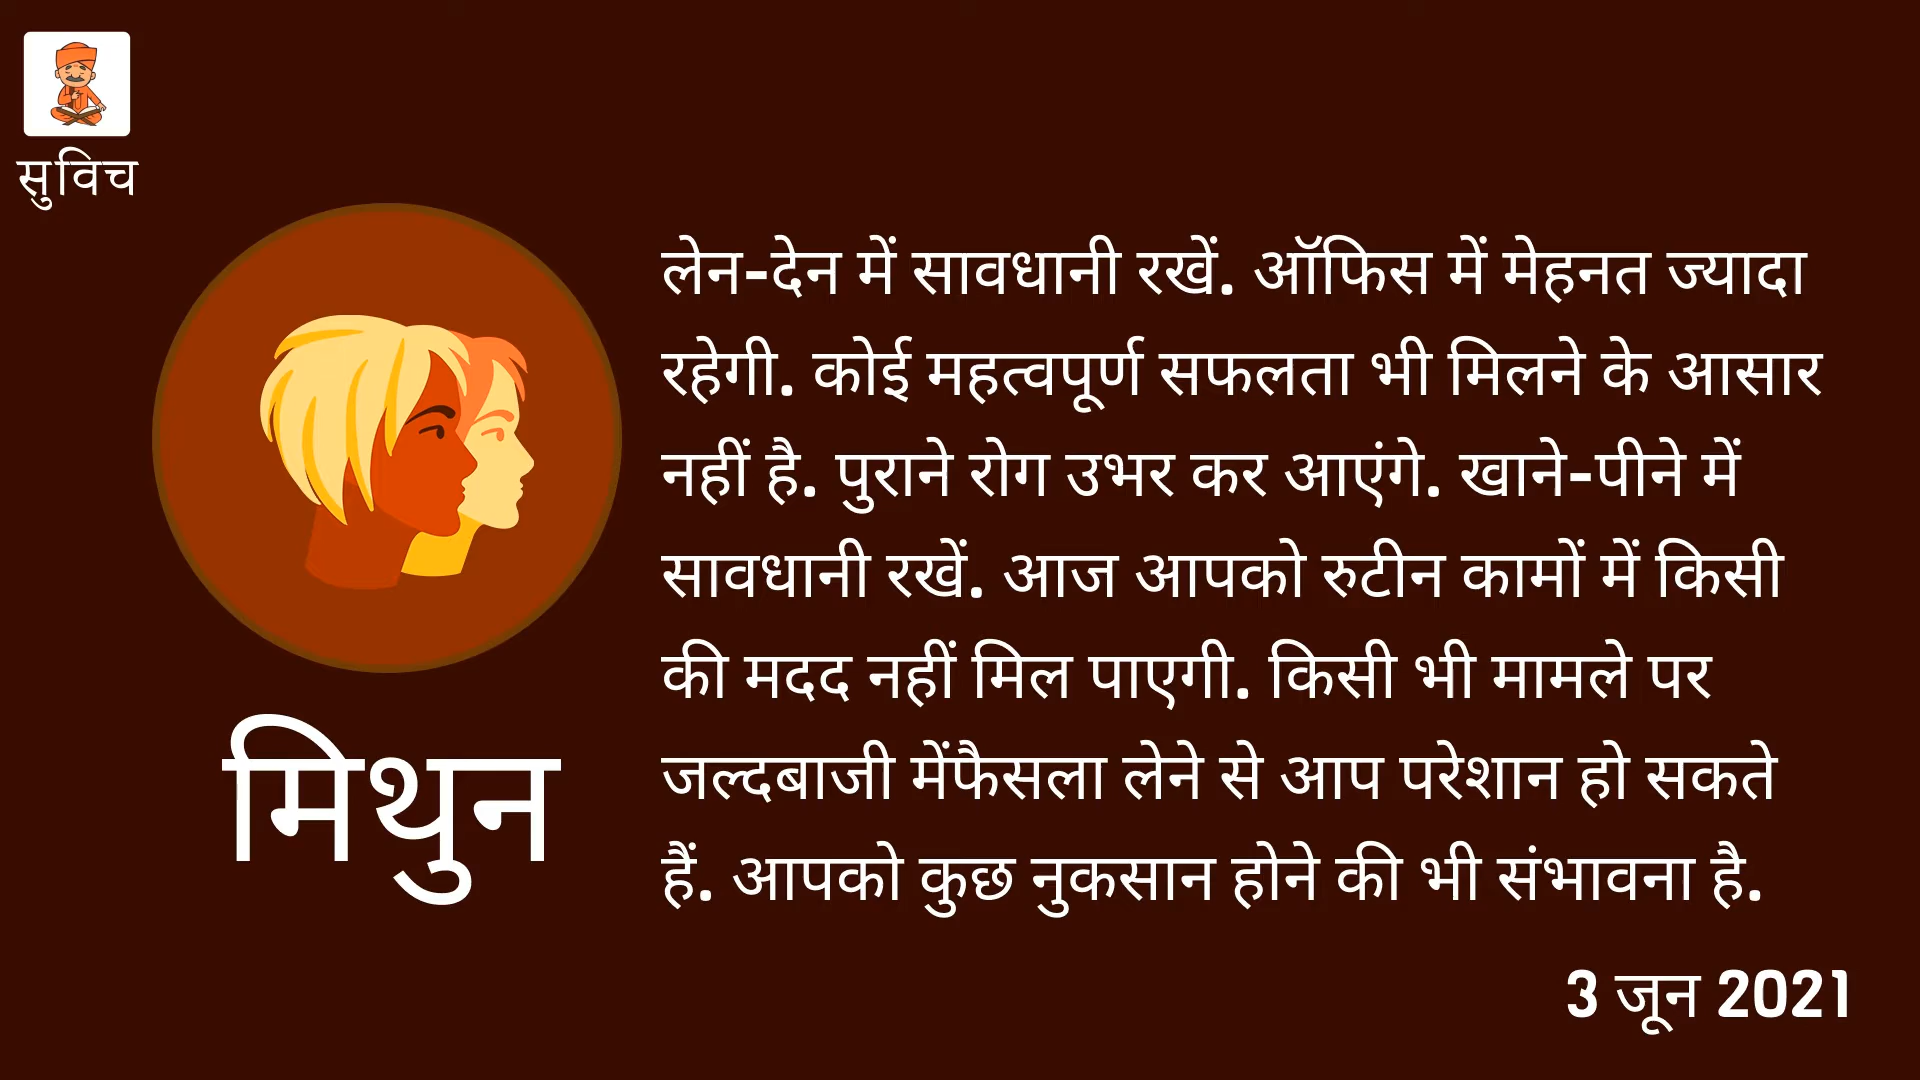 सुविच
लेन-देन में सावधानी रखें. ऑफिस में मेहनत ज्यादा
रहेगी. कोई महत्वपूर्ण सफलता भी मिलने के आसार
नहीं है. पुराने रोग उभर कर आएंगे. खाने-पीने में
सावधानी रखें. आज आपको रुटीन कामों में किसी
की मदद नहीं मिल पाएगी. किसी भी मामले पर
जल्दबाजी मेंफैसला लेने से आप परेशान हो सकते
हैं. आपको कुछ नुकसान होने की भी संभावना है.
मिथुन
3 जून 2021